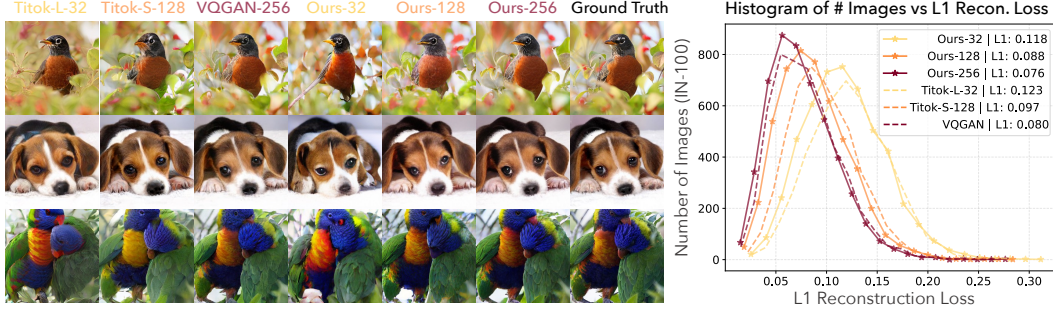 Titok-L-32 Titok-S-128 VQGAN-256 Ours-32 Ours-128 Ours-256 Ground Truth
Histogram of # Images vs L1 Recon. Loss
Number of Images (IN-100)
800
600
400
200
0
Ours-32 | L1: 0.118
Ours-128 | L1: 0.088
Ours-256 | L1: 0.076
Titok-L-32 | L1: 0.123
Titok-S-128 | L1: 0.097
VQGAN | L1: 0.080
0.05 0.10 0.15 0.20 0.25 0.30
L1 Reconstruction Loss